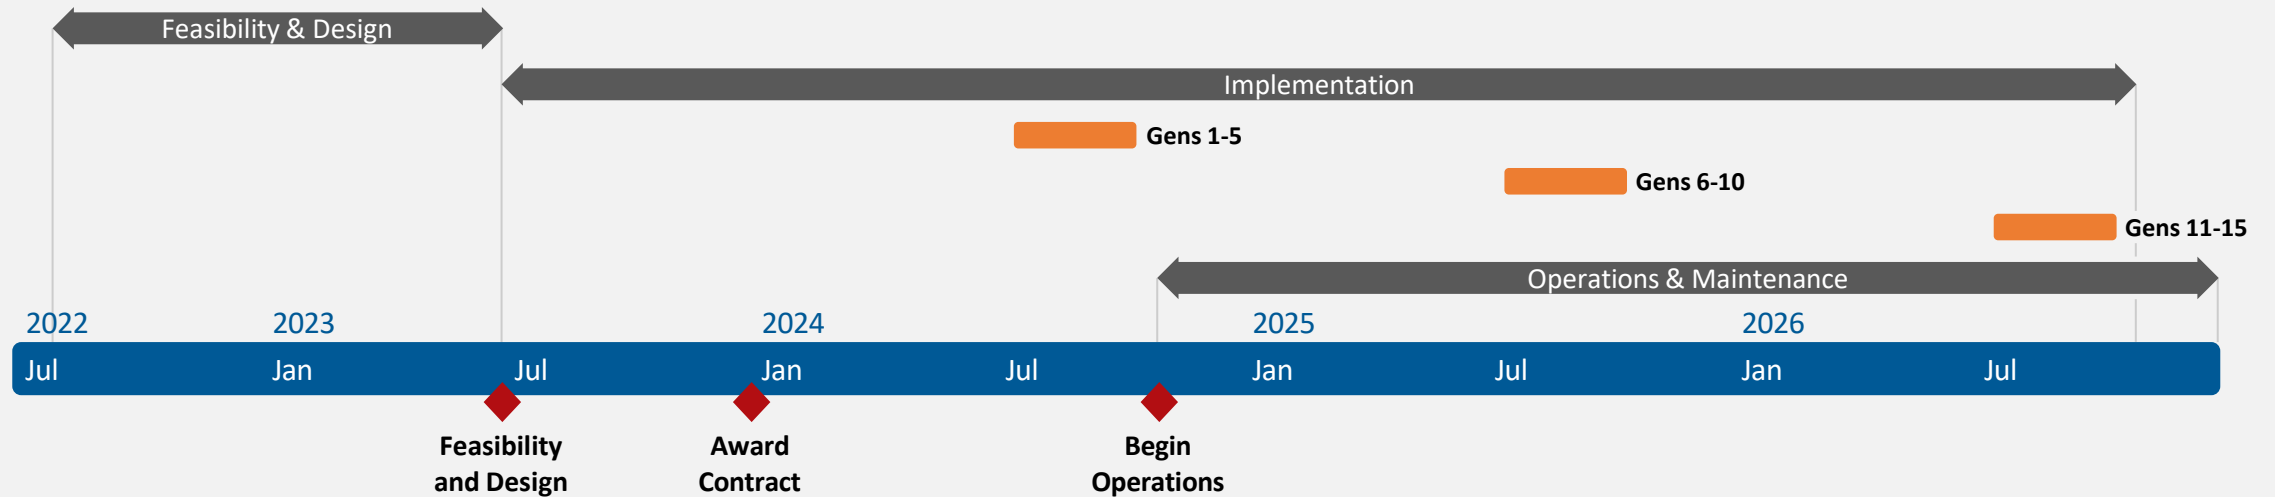 Feasibility & Design
Implementation
Gens 1-5
Gens 6-10
Gens 11-15
Operations & Maintenance
2022 2023 2024 2025 2026
Jul Jan Jul Jan Jul Jan Jul Jan Jul
Feasibility
and Design
Award
Contract
Begin
Operations